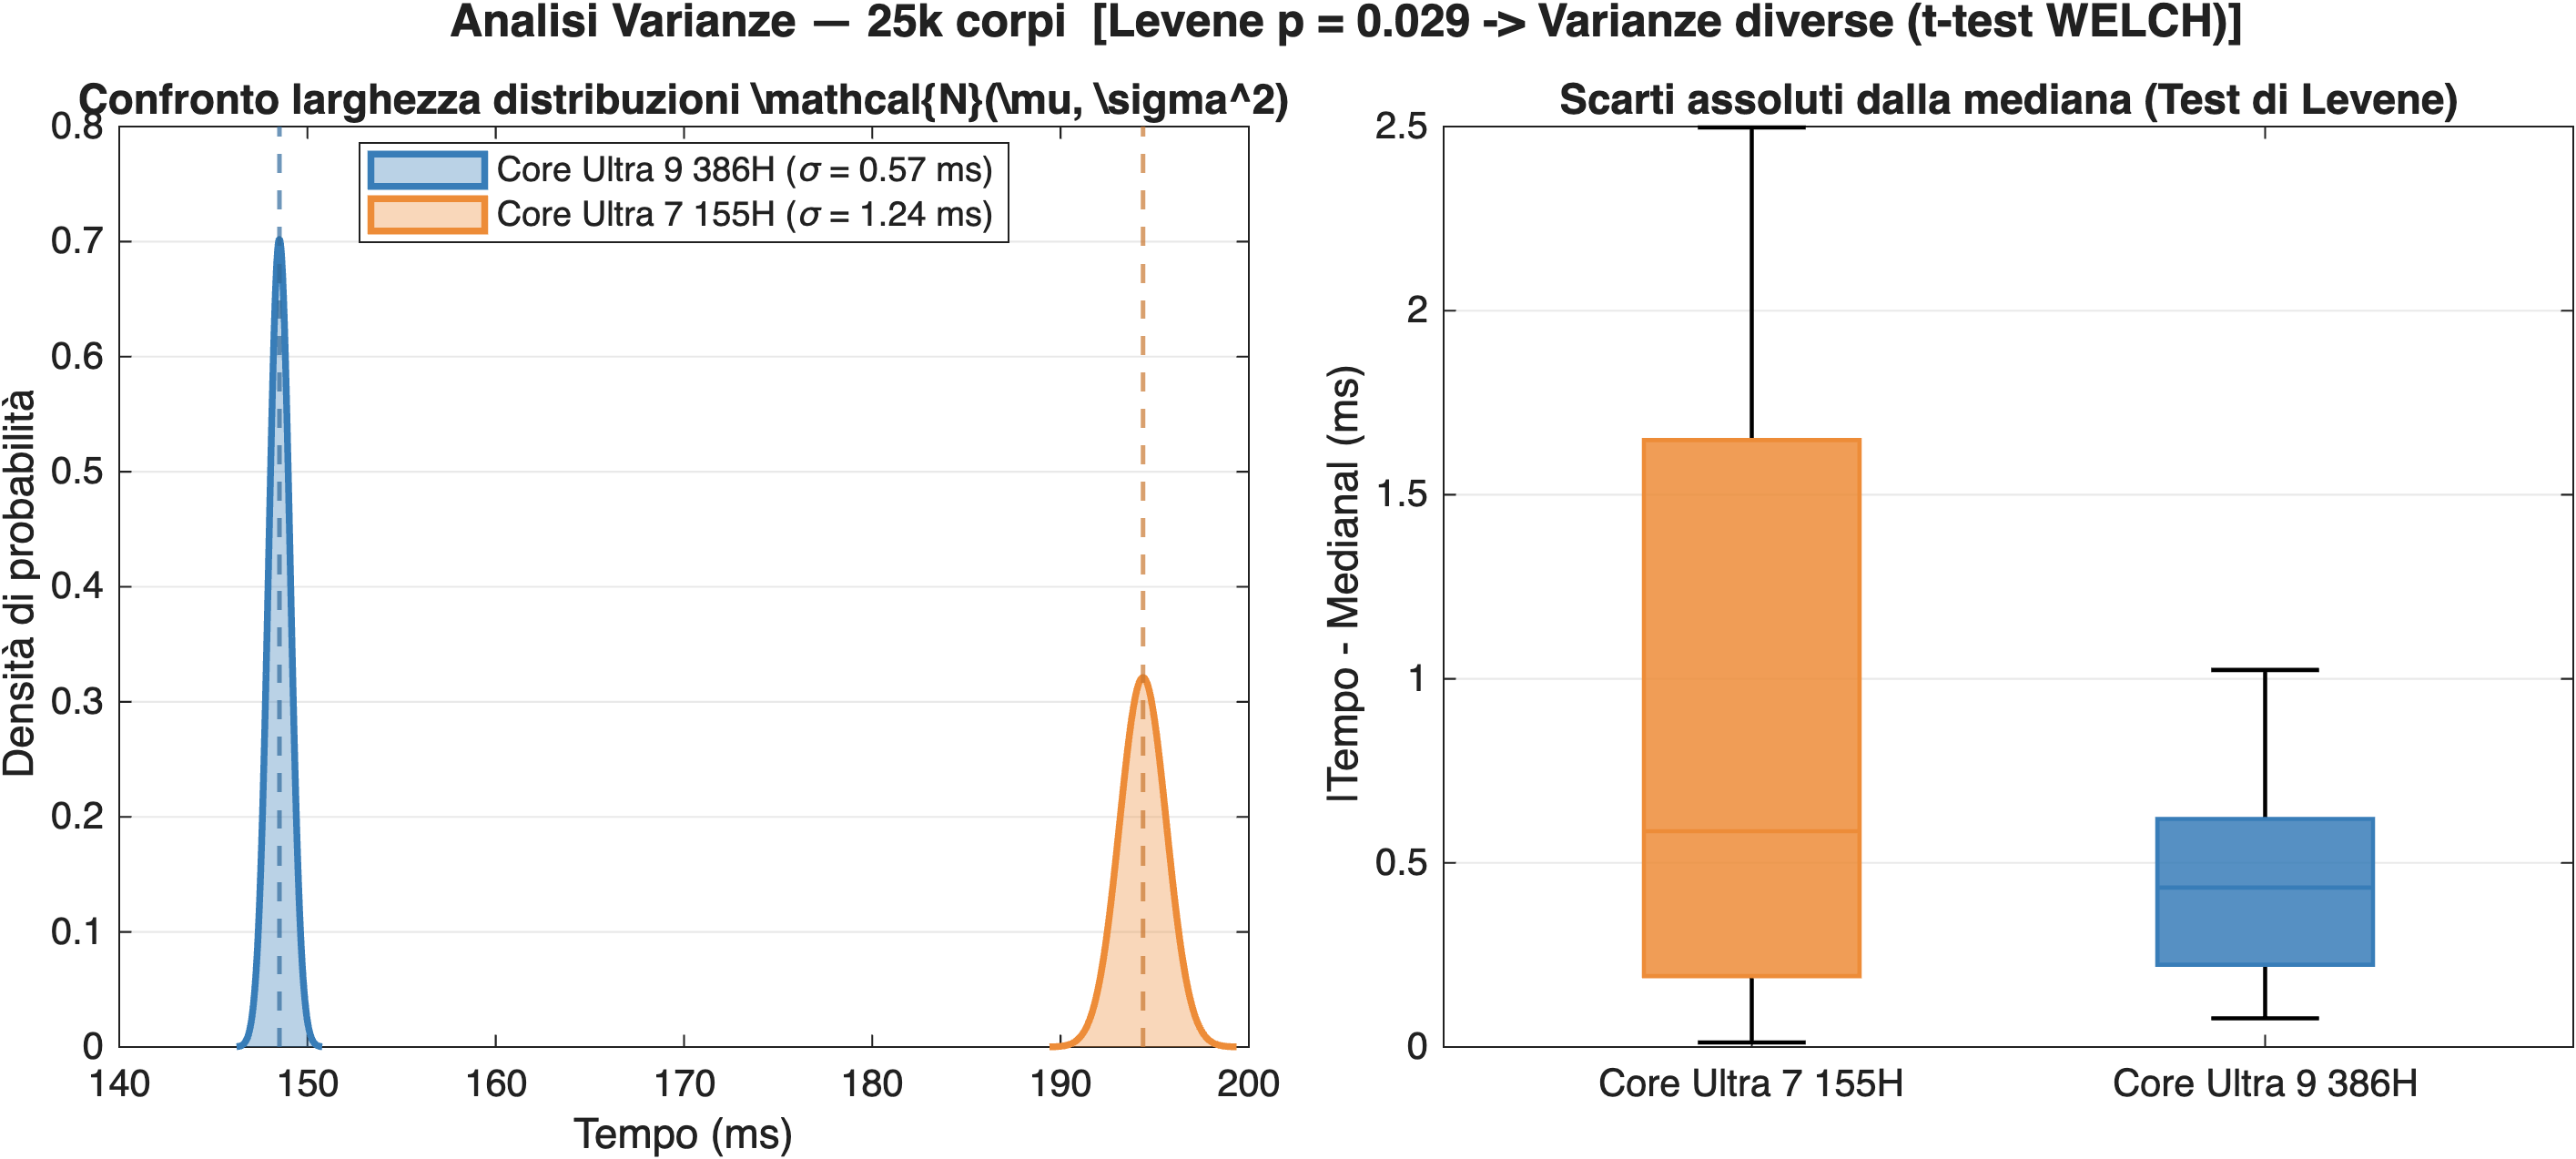 Analisi Varianze — 25k corpi [Levene p = 0.029 -> Varianze diverse (t-test WELCH)]
Confronto larghezza distribuzioni \mathcal{N}(\mu, \sigma^2)
Densità di probabilità
0.8
0.7
0.6
0.5
0.4
0.3
0.2
0.1
0
Core Ultra 9 386H (σ = 0.57 ms)
Core Ultra 7 155H (σ = 1.24 ms)
140 150 160 170 180 190 200
Tempo (ms)
Scarti assoluti dalla mediana (Test di Levene)
|Tempo - Mediana| (ms)
2.5
2
1.5
1
0.5
0
Core Ultra 7 155H Core Ultra 9 386H